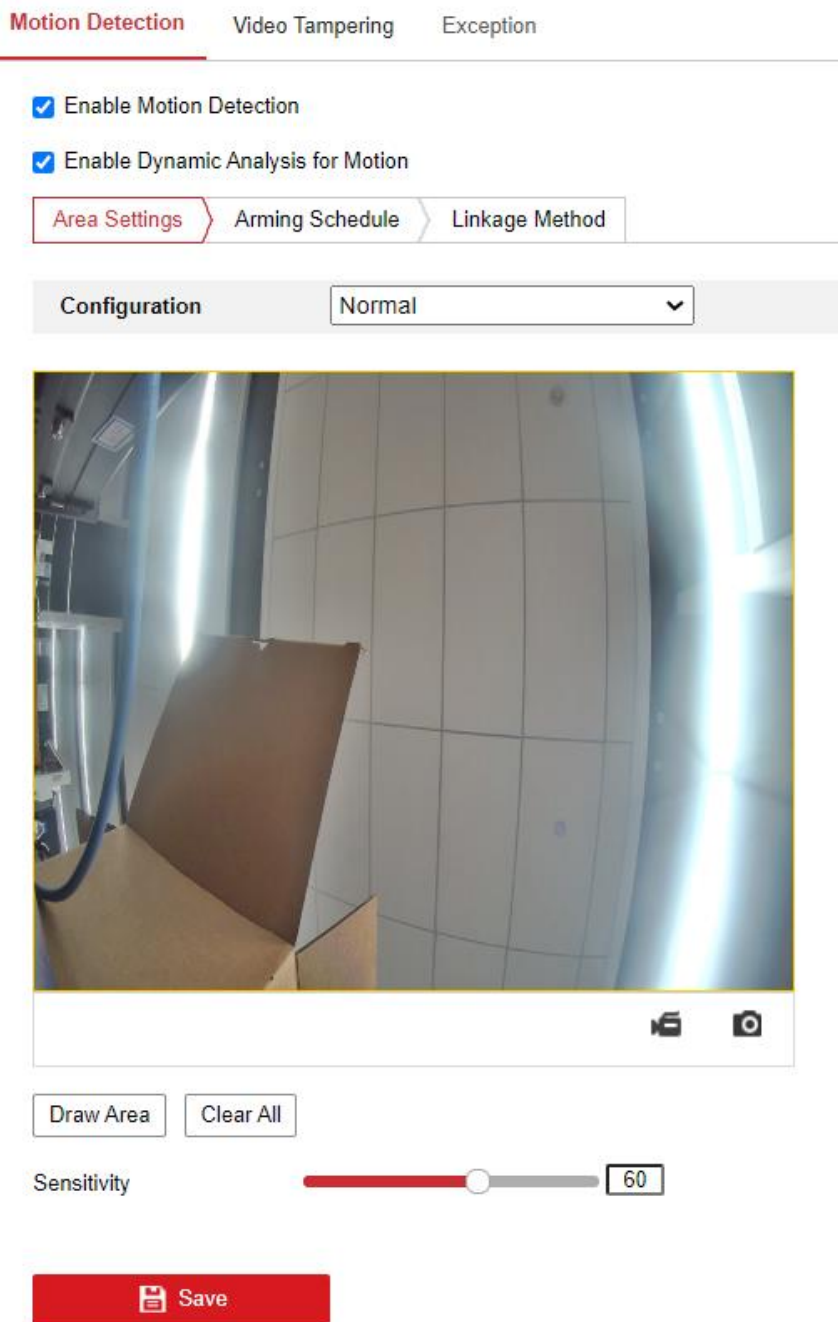 Motion Detection Video Tampering Exception
Enable Motion Detection
Enable Dynamic Analysis for Motion
Area Settings Arming Schedule Linkage Method
Configuration Normal
Draw Area Clear All
Sensitivity 60
Save